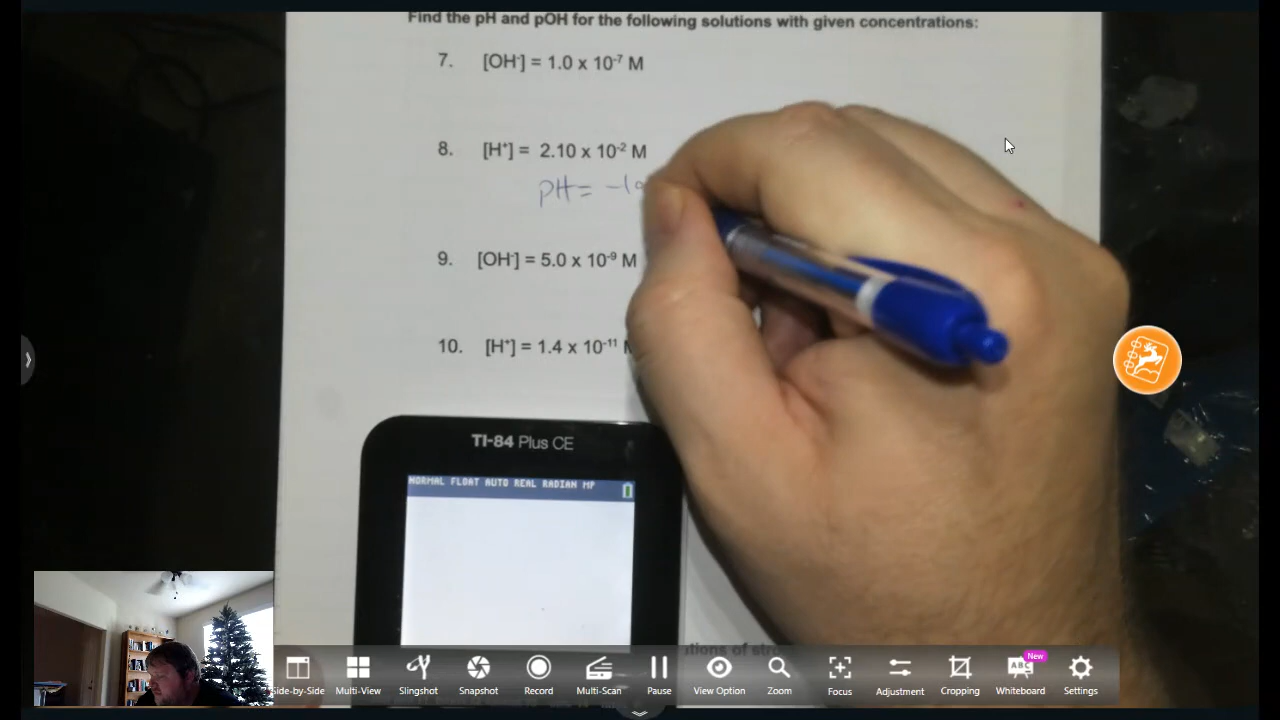 Find the pH and pOH for the following solutions with given concentrations:
7. [OH⁻] = 1.0 x 10⁻⁷ M
8. [H⁺] = 2.10 x 10⁻² M
pH = -lo
9. [OH⁻] = 5.0 x 10⁻⁹ M
10. [H⁺] = 1.4 x 10⁻¹¹
TI-84 Plus CE
NORMAL FLOAT AUTO REAL RADIAN MP
tions of
New
ABC
Side-by-Side Multi-View Slingshot Snapshot Record Multi-Scan Pause View Option Zoom Focus Adjustment Cropping Whiteboard Settings